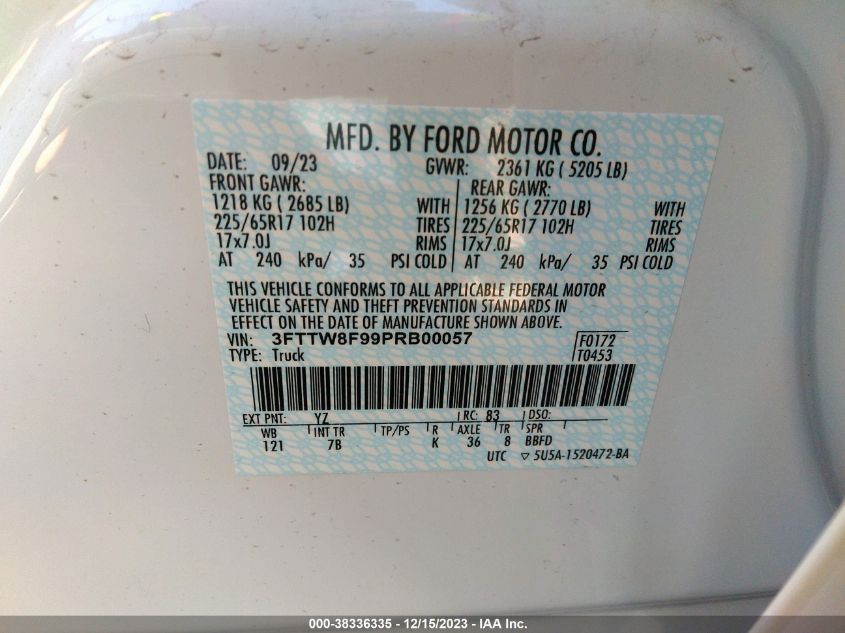 MFD. BY FORD MOTOR CO.
DATE: 09/23 GVWR: 2361 KG ( 5205 LB)
FRONT GAWR: REAR GAWR:
1218 KG ( 2685 LB) WITH 1256 KG ( 2770 LB) WITH
225/65R17 102H TIRES 225/65R17 102H TIRES
17x7.0J RIMS 17x7.0J RIMS
AT 240 kPa/ 35 PSI COLD AT 240 kPa/ 35 PSI COLD
THIS VEHICLE CONFORMS TO ALL APPLICABLE FEDERAL MOTOR
VEHICLE SAFETY AND THEFT PREVENTION STANDARDS IN
EFFECT ON THE DATE OF MANUFACTURE SHOWN ABOVE.
VIN: 3FTTW8F99PRB00057 F0172
TYPE: Truck T0453
EXT PNT: YZ RC: 83 DSO:
WB INT TR TP/PS R AXLE TR SPR
121 7B K 36 8 BBFD
UTC ▽ 5U5A-1520472-BA
000-38336335 - 12/15/2023 - IAA Inc.